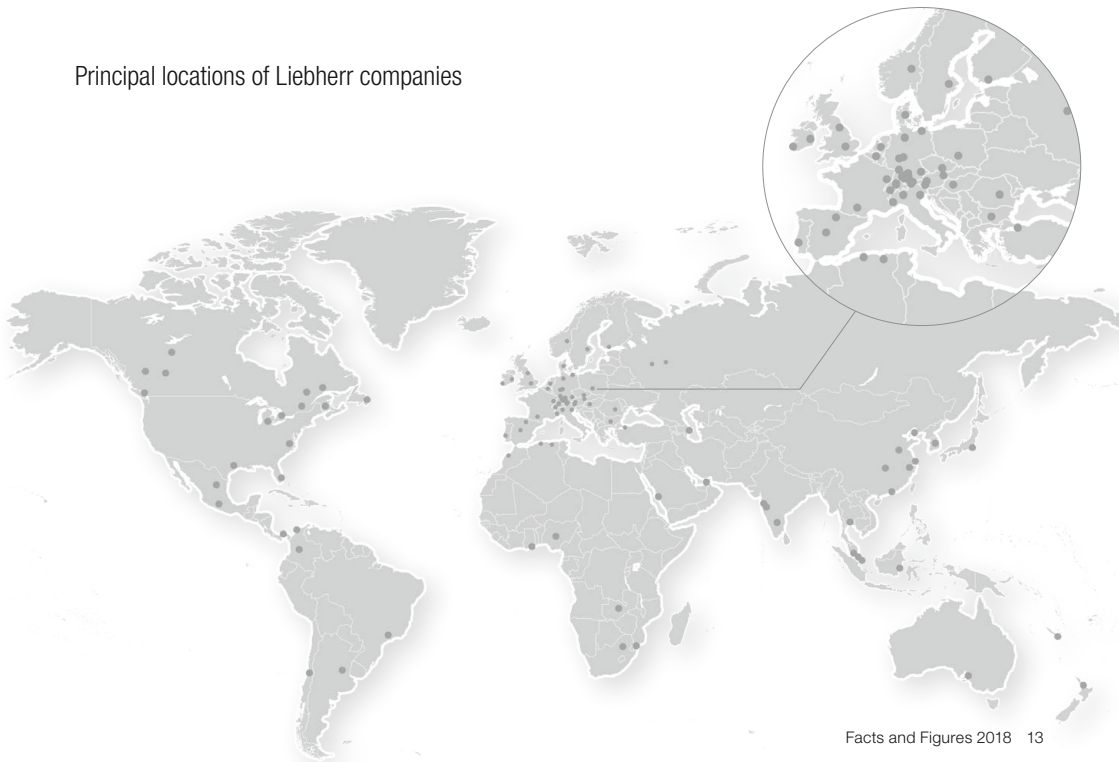 Principal locations of Liebherr companies
Facts and Figures 2018 13